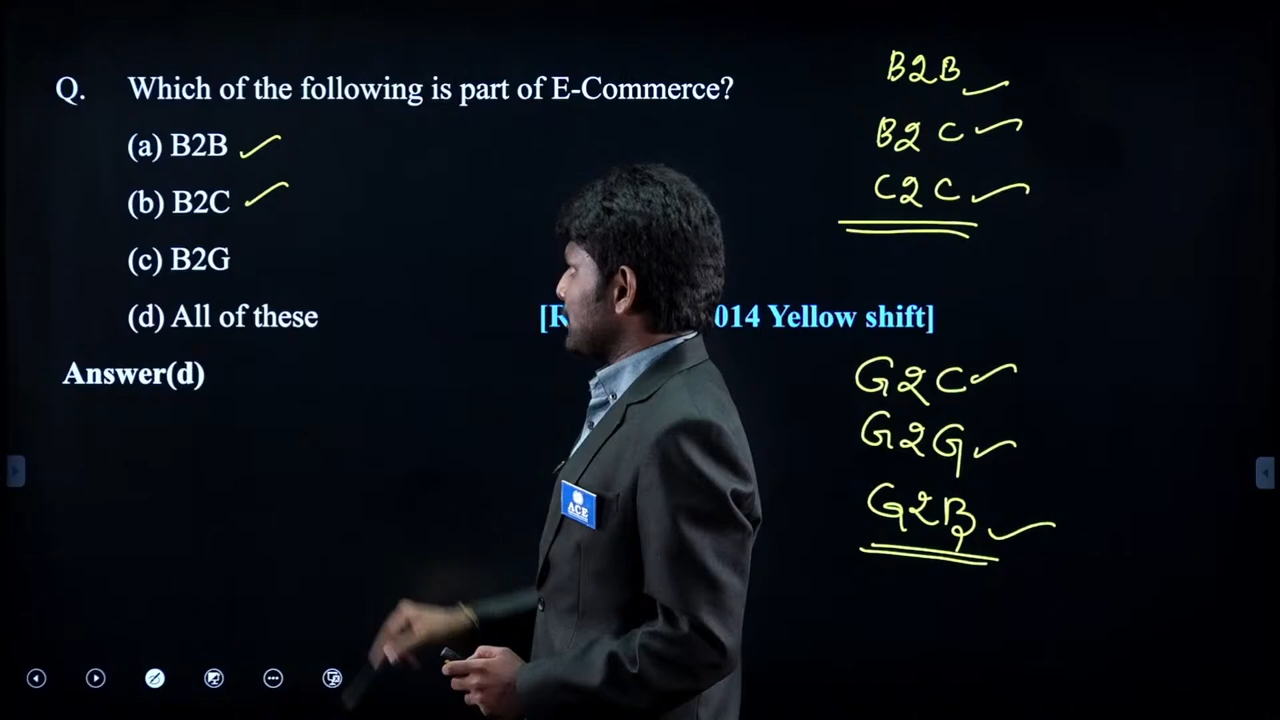 Q. Which of the following is part of E-Commerce?
(a) B2B
(b) B2C
(c) B2G
(d) All of these
014 Yellow shift]
Answer(d)
B2B
B2C
C2C
G2C
G2G
G2B
ACE